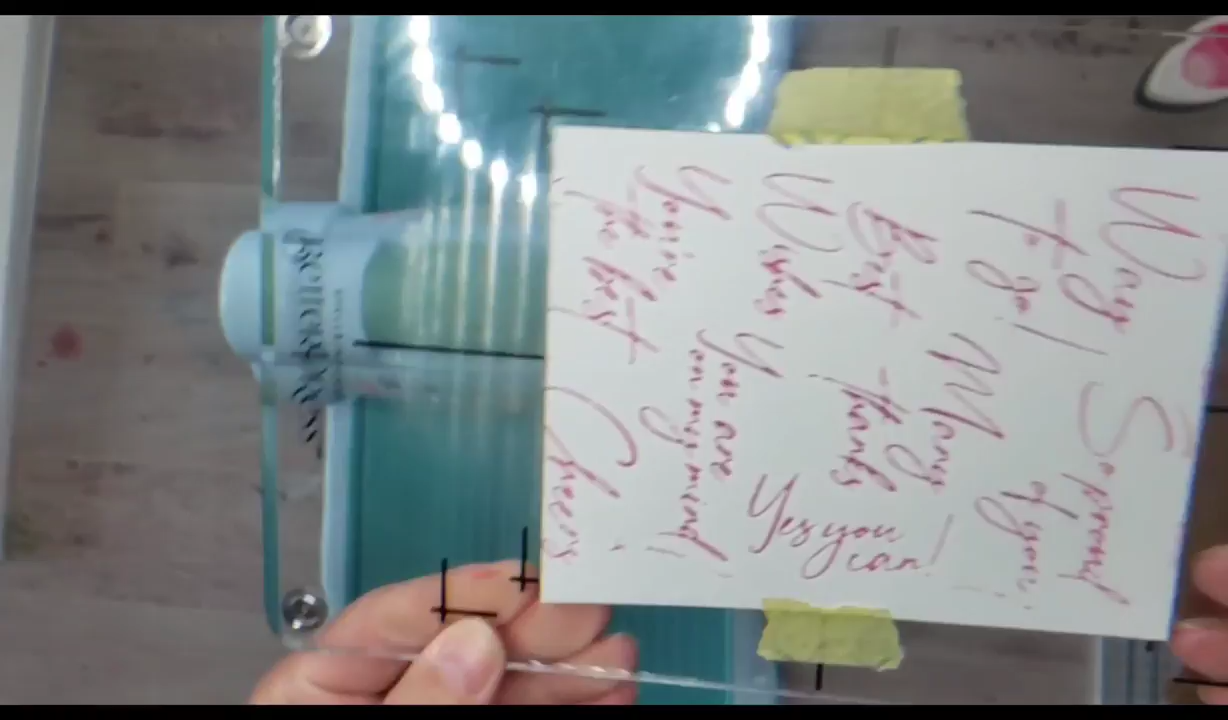 Way
to go!
So proud
of you!
Best
Wishes
Many
thanks
Yes you
can!
You're
the best
You are
on my mind!
Cheers